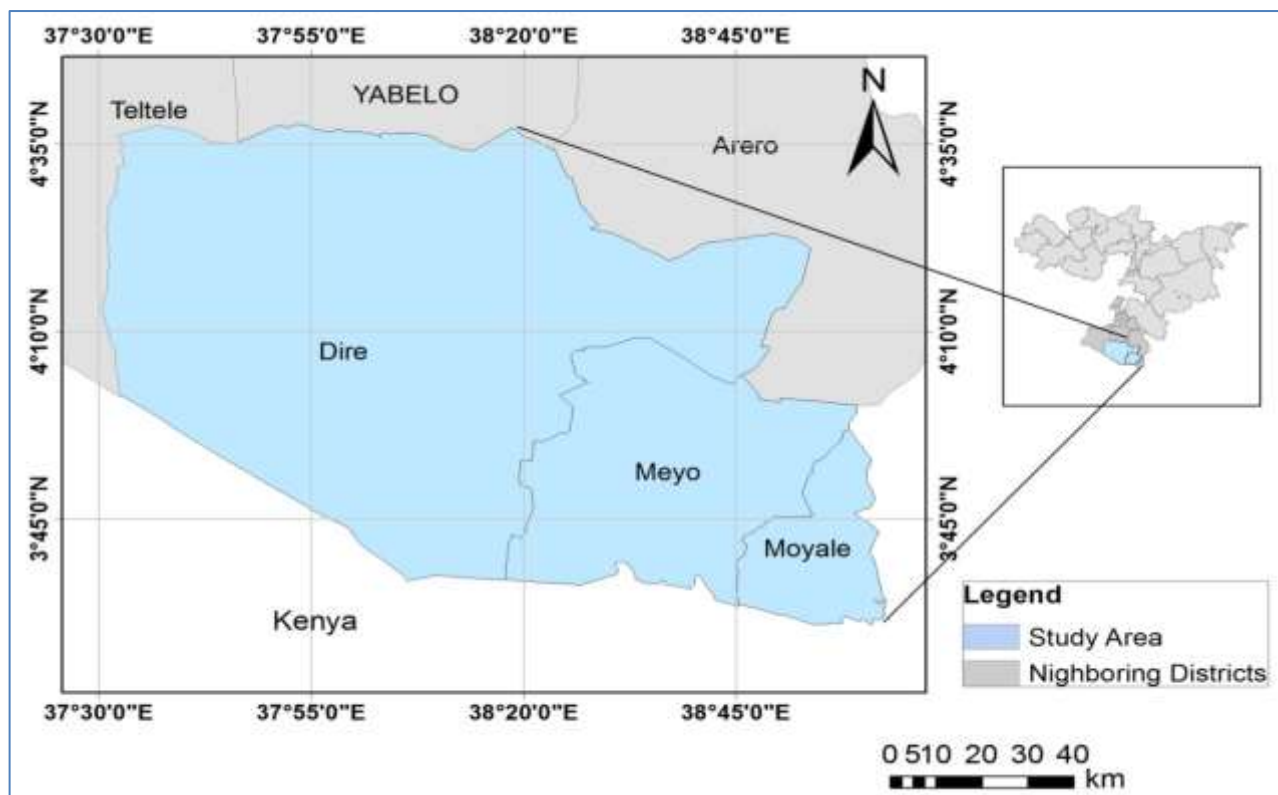 37°30'0"E 37°55'0"E 38°20'0"E 38°45'0"E
N
Teltele
YABELO
Arero
4°35'0"N
4°35'0"N
4°10'0"N
4°10'0"N
Dire
Meyo
3°45'0"N
3°45'0"N
Moyale
Kenya
Legend
Study Area
Nighboring Districts
37°30'0"E 37°55'0"E 38°20'0"E 38°45'0"E
0 510 20 30 40
km